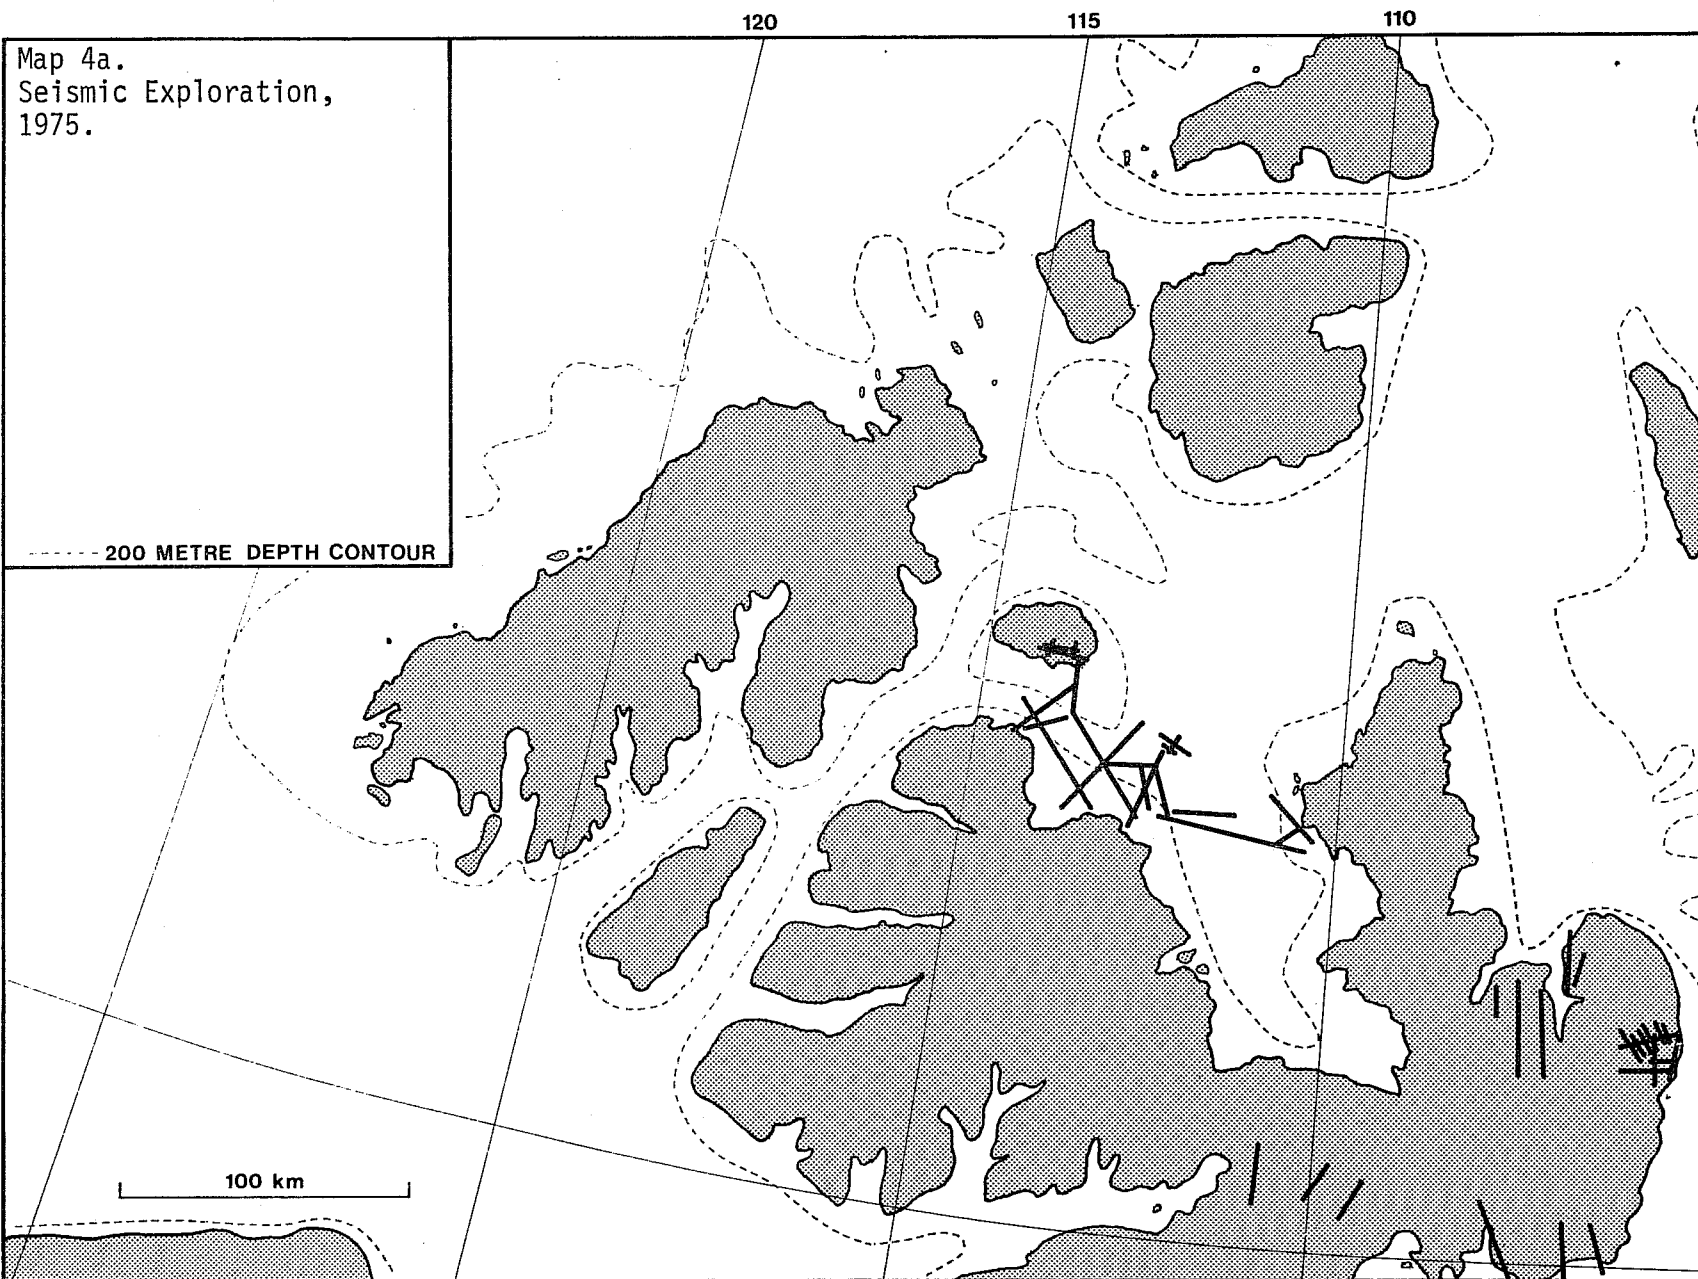 120 115 110
Map 4a.
Seismic Exploration,
1975.
200 METRE DEPTH CONTOUR
100 km